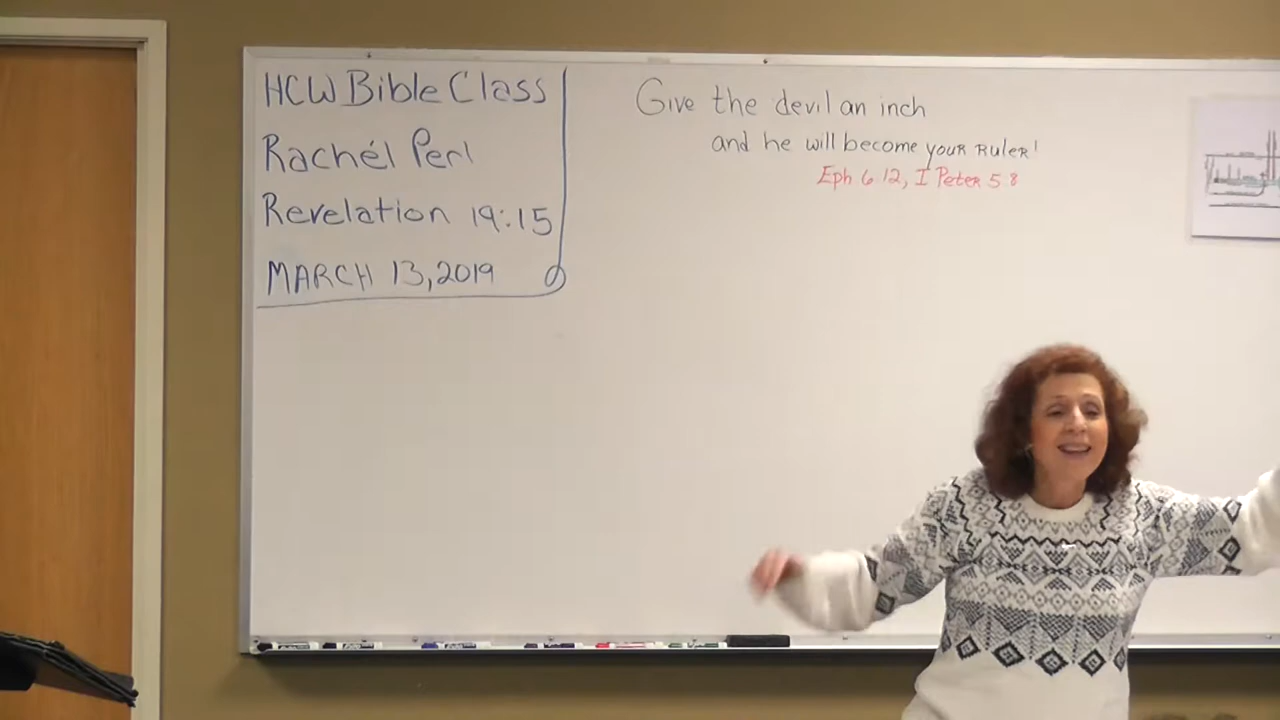 HCW Bible Class
Rachél Perl
Revelation 19:15
MARCH 13, 2019
Give the devil an inch
and he will become your Ruler!
Eph 6 12, I Peter 5 8